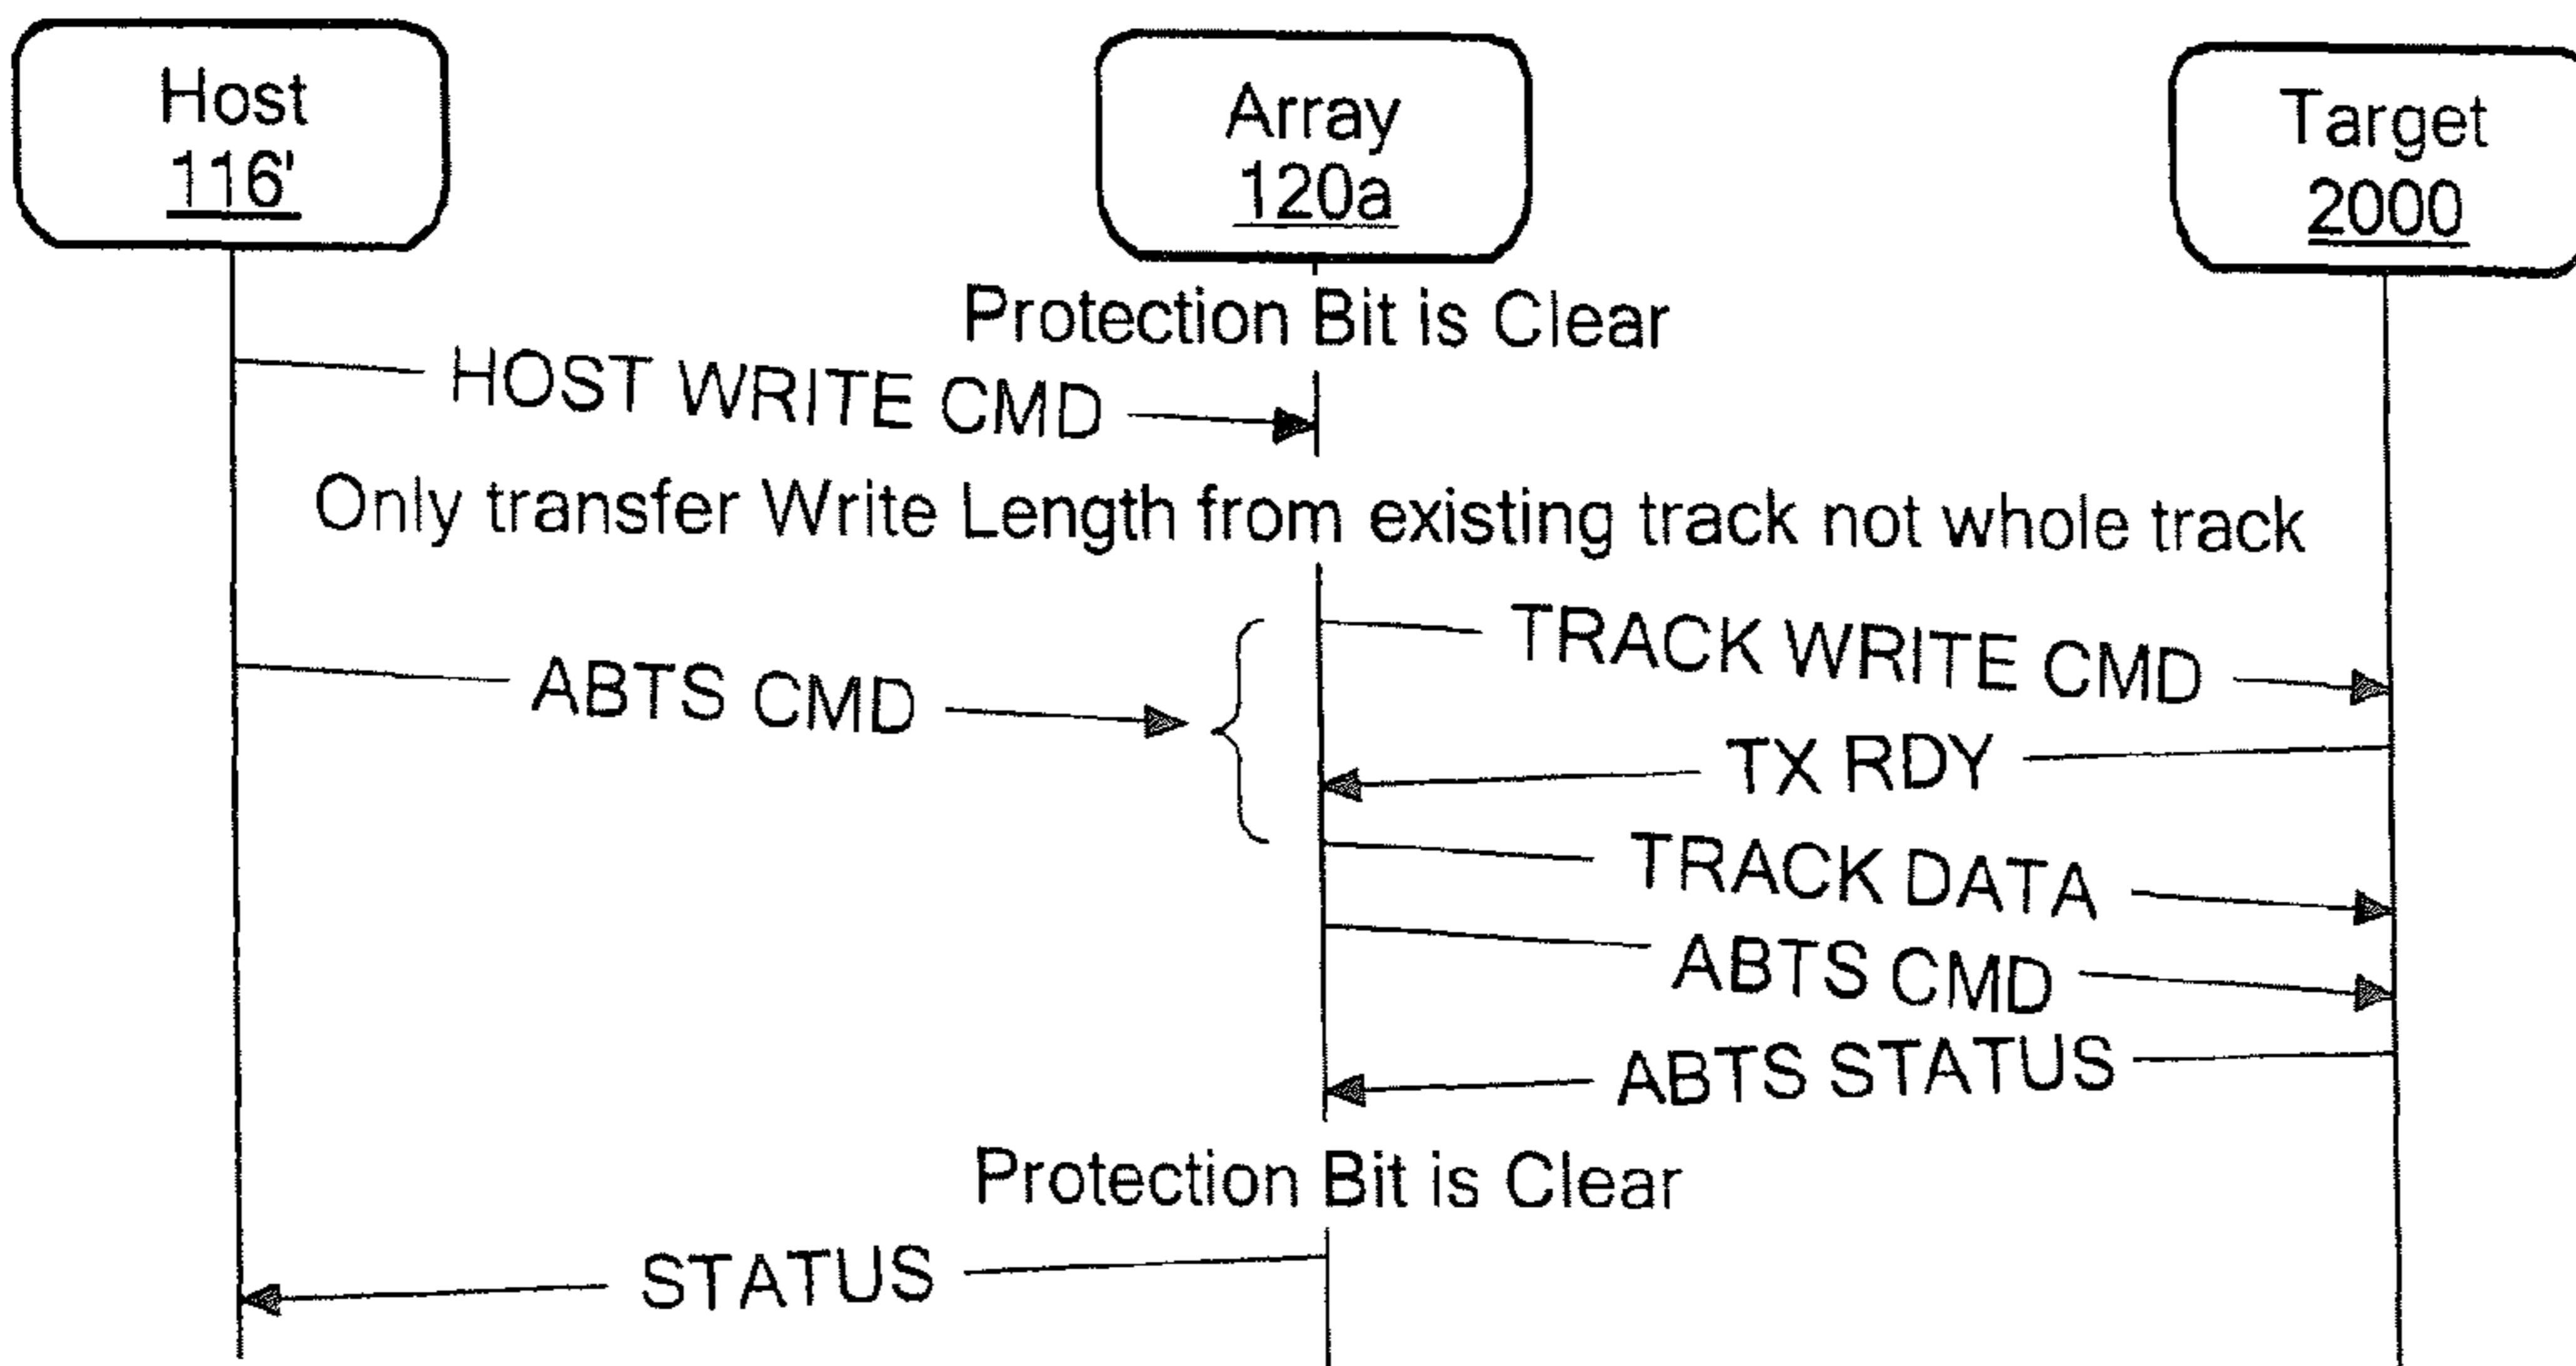 Host
116'
Array
120a
Target
2000
Protection Bit is Clear
HOST WRITE CMD
Only transfer Write Length from existing track not whole track
TRACK WRITE CMD
ABTS CMD
TX RDY
TRACK DATA
ABTS CMD
ABTS STATUS
Protection Bit is Clear
STATUS